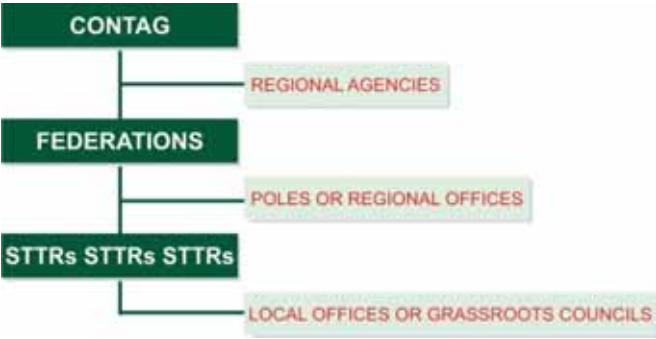 CONTAG
REGIONAL AGENCIES
FEDERATIONS
POLES OR REGIONAL OFFICES
STTRs STTRs STTRs
LOCAL OFFICES OR GRASSROOTS COUNCILS